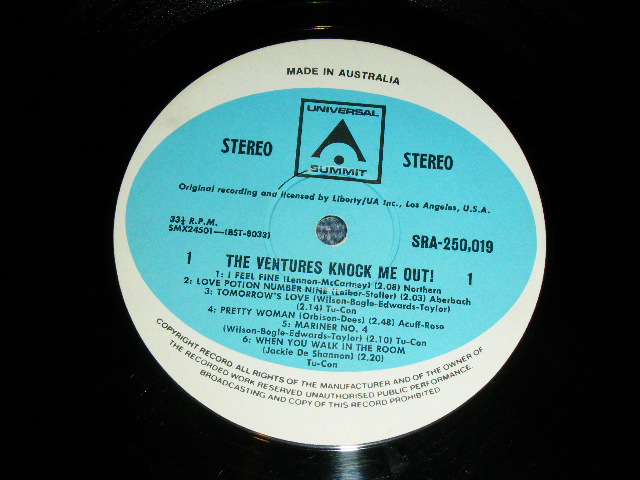 MADE IN AUSTRALIA
UNIVERSAL
SUMMIT
STEREO
STEREO
Original recording and licensed by Liberty/UA Inc., Los Angeles, U.S.A.
33⅓ R.P.M.
SMX24501—(BST-8033)
SRA-250,019
1 THE VENTURES KNOCK ME OUT! 1
1: I FEEL FINE (Lennon-McCartney) (2.08) Northern
2: LOVE POTION NUMBER NINE (Leiber-Stoller) (2.03) Aberbach
3: TOMORROW'S LOVE (Wilson-Bogle-Edwards-Taylor)
(2.14) Tu-Con
4: PRETTY WOMAN (Orbison-Dees) (2.48) Acuff-Rose
5: MARINER NO. 4
(Wilson-Bogle-Edwards-Taylor) (2.10) Tu-Con
6: WHEN YOU WALK IN THE ROOM
(Jackie De Shannon) (2.20)
Tu-Con
COPYRIGHT RECORD ALL RIGHTS OF THE MANUFACTURER AND OF THE OWNER OF
THE RECORDED WORK RESERVED UNAUTHORISED PUBLIC PERFORMANCE.
BROADCASTING AND COPY OF THIS RECORD PROHIBITED